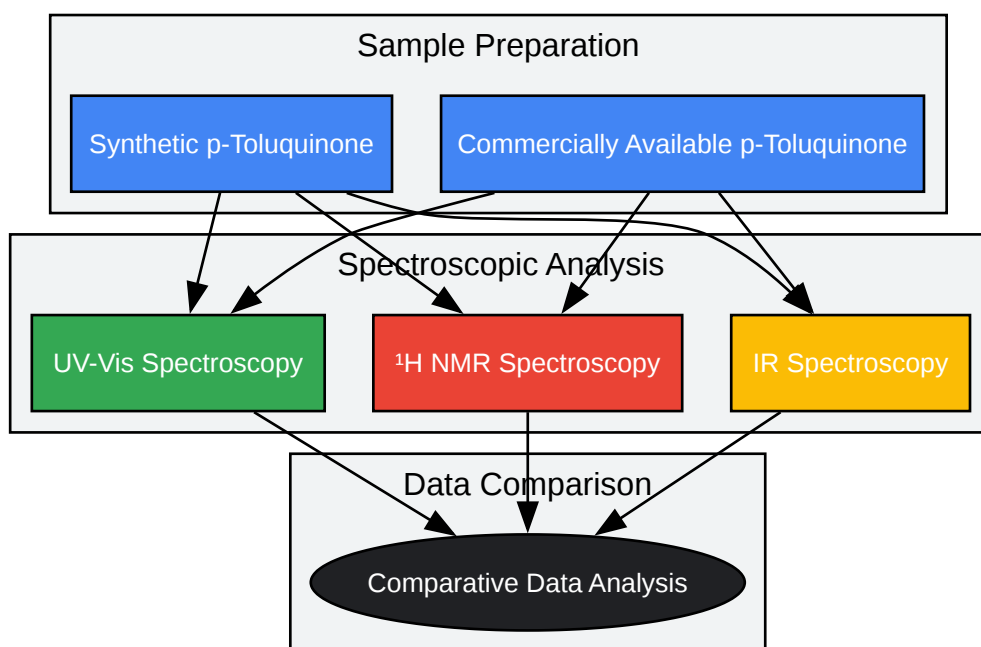 Sample Preparation
Synthetic p-Toluquinone
Commercially Available p-Toluquinone
Spectroscopic Analysis
UV-Vis Spectroscopy
¹H NMR Spectroscopy
IR Spectroscopy
Data Comparison
Comparative Data Analysis